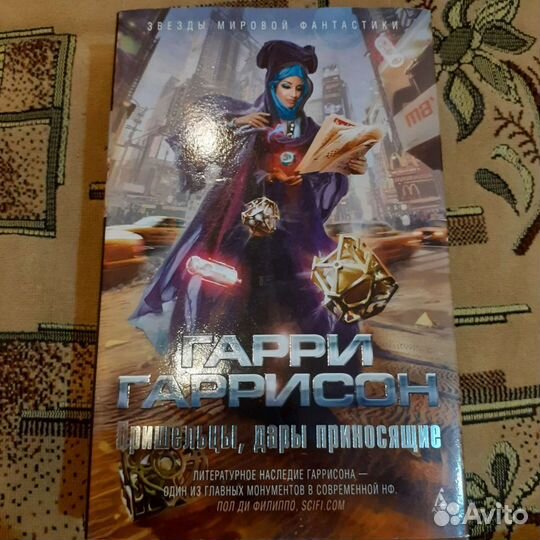 ЗВЕЗДЫ МИРОВОЙ ФАНТАСТИКИ
ГАРРИ
ГАРРИСОН
Пришельцы, дары приносящие
ЛИТЕРАТУРНОЕ НАСЛЕДИЕ ГАРРИСОНА —
ОДИН ИЗ ГЛАВНЫХ МОНУМЕНТОВ В СОВРЕМЕННОЙ НФ.
ПОЛ ДИ ФИЛИППО, SCIFI.COM
Avito